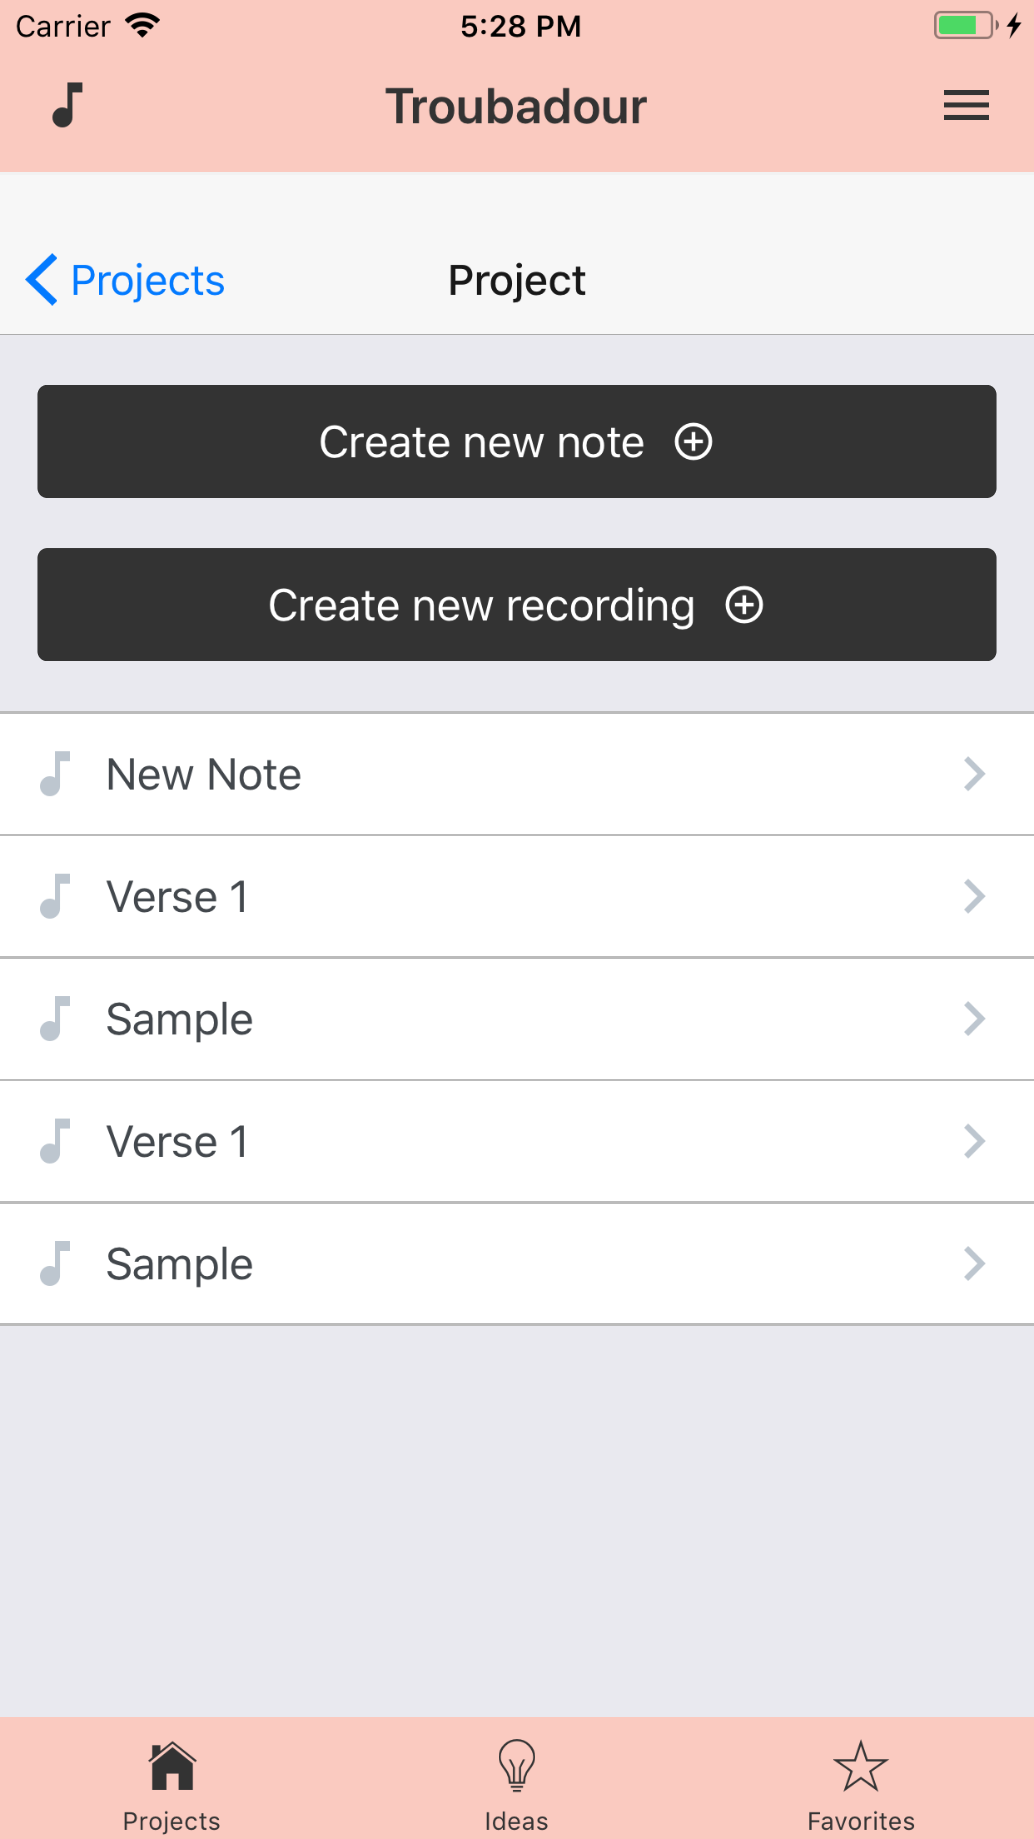 Carrier 5:28 PM
Troubadour
Projects Project
Create new note
Create new recording
New Note
Verse 1
Sample
Verse 1
Sample
Projects Ideas Favorites